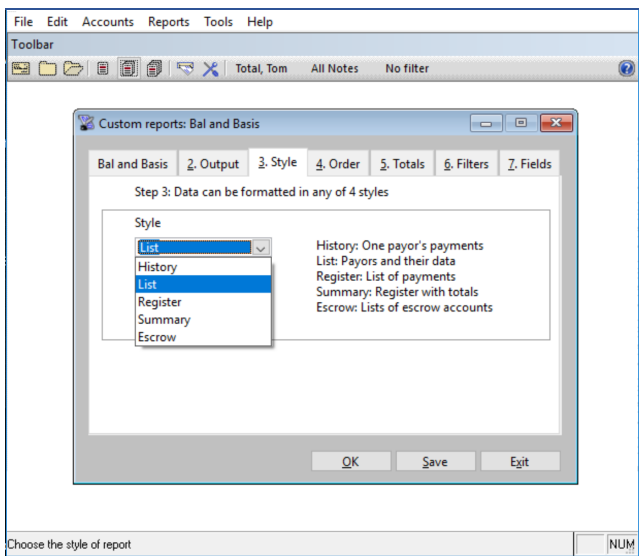 File Edit Accounts Reports Tools Help
Toolbar
Total, Tom All Notes No filter
Custom reports: Bal and Basis
Bal and Basis 2. Output 3. Style 4. Order 5. Totals 6. Filters 7. Fields
Step 3: Data can be formatted in any of 4 styles
Style
List
History
List
Register
Summary
Escrow
History: One payor's payments
List: Payors and their data
Register: List of payments
Summary: Register with totals
Escrow: Lists of escrow accounts
OK Save Exit
Choose the style of report NUM